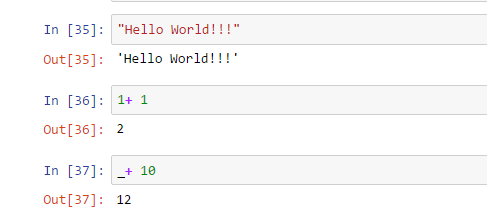 In [35]: "Hello World!!!"
Out[35]: 'Hello World!!!'
In [36]: 1+ 1
Out[36]: 2
In [37]: _+ 10
Out[37]: 12